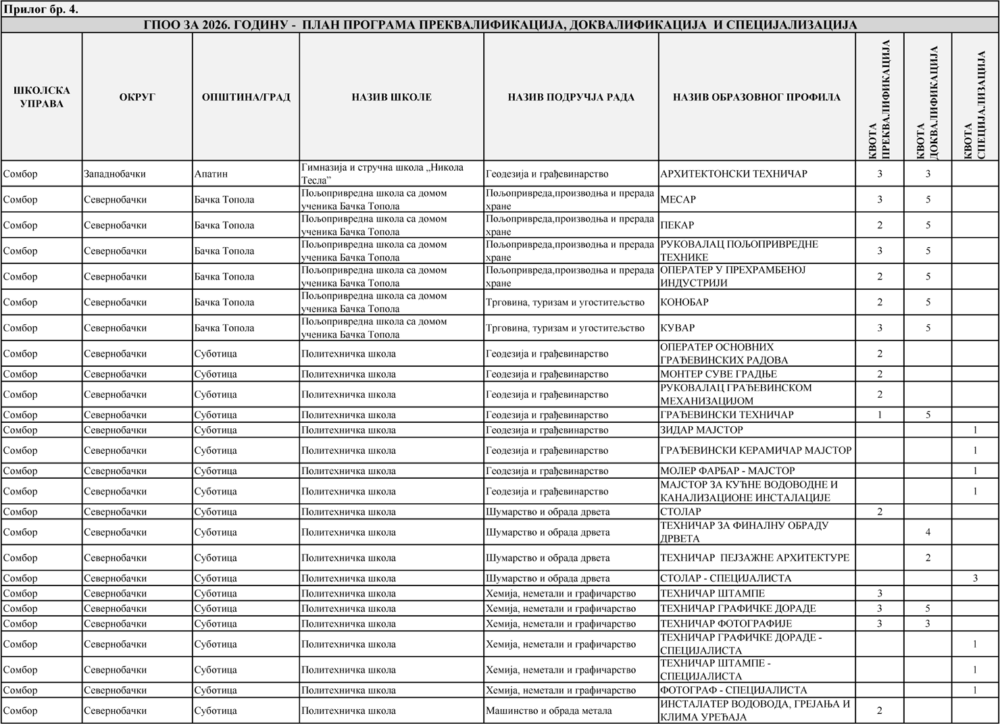 Прилог бр. 4.
ГПОО ЗА 2026. ГОДИНУ - ПЛАН ПРОГРАМА ПРЕКВАЛИФИКАЦИЈА, ДОКВАЛИФИКАЦИЈА И СПЕЦИЈАЛИЗАЦИЈА
ШКОЛСКА УПРАВА ОКРУГ ОПШТИНА/ГРАД НАЗИВ ШКОЛЕ НАЗИВ ПОДРУЧЈА РАДА НАЗИВ ОБРАЗОВНОГ ПРОФИЛА КВОТА ПРЕКВАЛИФИКАЦИЈА КВОТА ДОКВАЛИФИКАЦИЈА КВОТА СПЕЦИЈАЛИЗАЦИЈА
Сомбор Западнобачки Апатин Гимназија и стручна школа „Никола Тесла” Геодезија и грађевинарство АРХИТЕКТОНСКИ ТЕХНИЧАР 3 3
Сомбор Севернобачки Бачка Топола Пољопривредна школа са домом ученика Бачка Топола Пољопривреда,производња и прерада хране МЕСАР 3 5
Сомбор Севернобачки Бачка Топола Пољопривредна школа са домом ученика Бачка Топола Пољопривреда,производња и прерада хране ПЕКАР 2 5
Сомбор Севернобачки Бачка Топола Пољопривредна школа са домом ученика Бачка Топола Пољопривреда,производња и прерада хране РУКОВАЛАЦ ПОЉОПРИВРЕДНЕ ТЕХНИКЕ 3 5
Сомбор Севернобачки Бачка Топола Пољопривредна школа са домом ученика Бачка Топола Пољопривреда,производња и прерада хране ОПЕРАТЕР У ПРЕХРАМБЕНОЈ ИНДУСТРИЈИ 2 5
Сомбор Севернобачки Бачка Топола Пољопривредна школа са домом ученика Бачка Топола Трговина, туризам и угоститељство КОНОБАР 2 5
Сомбор Севернобачки Бачка Топола Пољопривредна школа са домом ученика Бачка Топола Трговина, туризам и угоститељство КУВАР 3 5
Сомбор Севернобачки Суботица Политехничка школа Геодезија и грађевинарство ОПЕРАТЕР ОСНОВНИХ ГРАЂЕВИНСКИХ РАДОВА 2
Сомбор Севернобачки Суботица Политехничка школа Геодезија и грађевинарство МОНТЕР СУВЕ ГРАДЊЕ 2
Сомбор Севернобачки Суботица Политехничка школа Геодезија и грађевинарство РУКОВАЛАЦ ГРАЂЕВИНСКОМ МЕХАНИЗАЦИЈОМ 2
Сомбор Севернобачки Суботица Политехничка школа Геодезија и грађевинарство ГРАЂЕВИНСКИ ТЕХНИЧАР 1 5
Сомбор Севернобачки Суботица Политехничка школа Геодезија и грађевинарство ЗИДАР МАЈСТОР 1
Сомбор Севернобачки Суботица Политехничка школа Геодезија и грађевинарство ГРАЂЕВИНСКИ КЕРАМИЧАР МАЈСТОР 1
Сомбор Севернобачки Суботица Политехничка школа Геодезија и грађевинарство МОЛЕР ФАРБАР - МАЈСТОР 1
Сомбор Севернобачки Суботица Политехничка школа Геодезија и грађевинарство МАЈСТОР ЗА КУЋНЕ ВОДОВОДНЕ И КАНАЛИЗАЦИОНЕ ИНСТАЛАЦИЈЕ 1
Сомбор Севернобачки Суботица Политехничка школа Шумарство и обрада дрвета СТОЛАР 2
Сомбор Севернобачки Суботица Политехничка школа Шумарство и обрада дрвета ТЕХНИЧАР ЗА ФИНАЛНУ ОБРАДУ ДРВЕТА 4
Сомбор Севернобачки Суботица Политехничка школа Шумарство и обрада дрвета ТЕХНИЧАР ПЕЈЗАЖНЕ АРХИТЕКТУРЕ 2
Сомбор Севернобачки Суботица Политехничка школа Шумарство и обрада дрвета СТОЛАР - СПЕЦИЈАЛИСТА 3
Сомбор Севернобачки Суботица Политехничка школа Хемија, неметали и графичарство ТЕХНИЧАР ШТАМПЕ 3
Сомбор Севернобачки Суботица Политехничка школа Хемија, неметали и графичарство ТЕХНИЧАР ГРАФИЧКЕ ДОРАДЕ 3 5
Сомбор Севернобачки Суботица Политехничка школа Хемија, неметали и графичарство ТЕХНИЧАР ФОТОГРАФИЈЕ 3 3
Сомбор Севернобачки Суботица Политехничка школа Хемија, неметали и графичарство ТЕХНИЧАР ГРАФИЧКЕ ДОРАДЕ - СПЕЦИЈАЛИСТА 1
Сомбор Севернобачки Суботица Политехничка школа Хемија, неметали и графичарство ТЕХНИЧАР ШТАМПЕ - СПЕЦИЈАЛИСТА 1
Сомбор Севернобачки Суботица Политехничка школа Хемија, неметали и графичарство ФОТОГРАФ - СПЕЦИЈАЛИСТА 1
Сомбор Севернобачки Суботица Политехничка школа Машинство и обрада метала ИНСТАЛАТЕР ВОДОВОДА, ГРЕЈАЊА И КЛИМА УРЕЂАЈА 2